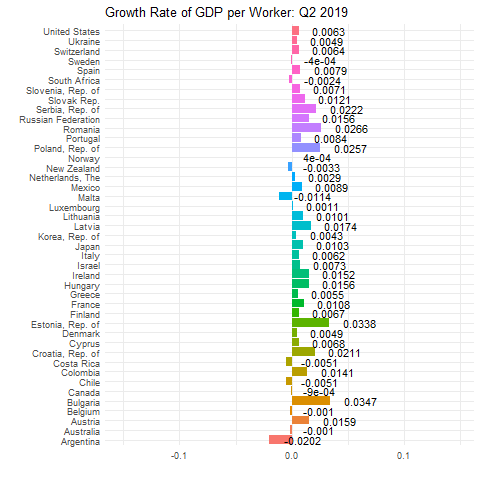 Growth Rate of GDP per Worker: Q2 2019
United States 0.0063
Ukraine 0.0049
Switzerland 0.0064
Sweden -4e-04
Spain 0.0079
South Africa -0.0024
Slovenia, Rep. of 0.0071
Slovak Rep. 0.0121
Serbia, Rep. of 0.0222
Russian Federation 0.0156
Romania 0.0266
Portugal 0.0084
Poland, Rep. of 0.0257
Norway 4e-04
New Zealand -0.0033
Netherlands, The 0.0029
Mexico 0.0089
Malta -0.0114
Luxembourg 0.0011
Lithuania 0.0101
Latvia 0.0174
Korea, Rep. of 0.0043
Japan 0.0103
Italy 0.0062
Israel 0.0073
Ireland 0.0152
Hungary 0.0156
Greece 0.0055
France 0.0108
Finland 0.0067
Estonia, Rep. of 0.0338
Denmark 0.0049
Cyprus 0.0068
Croatia, Rep. of 0.0211
Costa Rica -0.0051
Colombia 0.0141
Chile -0.0051
Canada -9e-04
Bulgaria 0.0347
Belgium -0.001
Austria 0.0159
Australia -0.001
Argentina -0.0202
-0.1 0.0 0.1